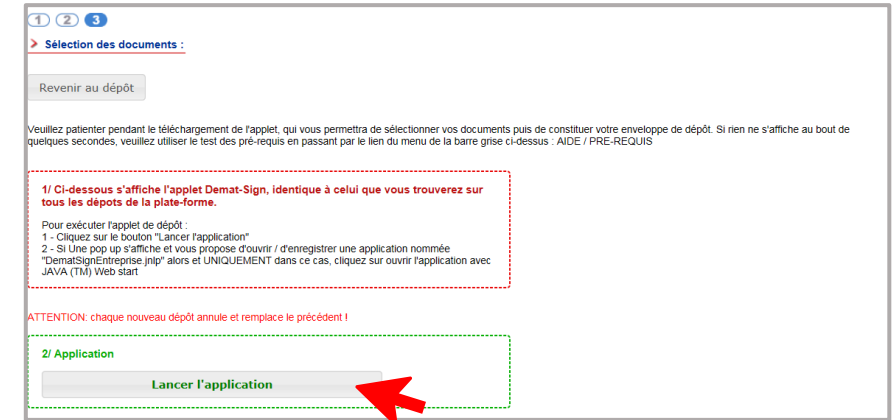 1 2 3
Sélection des documents :
Revenir au dépôt
Veuillez patienter pendant le téléchargement de l'applet, qui vous permettra de sélectionner vos documents puis de constituer votre enveloppe de dépôt. Si rien ne s'affiche au bout de
quelques secondes, veuillez utiliser le test des pré-requis en passant par le lien du menu de la barre grise ci-dessus : AIDE / PRE-REQUIS
1/ Ci-dessous s'affiche l'applet Demat-Sign, identique à celui que vous trouverez sur
tous les dépots de la plate-forme.
Pour exécuter l'applet de dépôt :
1 - Cliquez sur le bouton "Lancer l'application"
2 - Si Une pop up s'affiche et vous propose d'ouvrir / d'enregistrer une application nommée
"DematSignEntreprise.jnlp" alors et UNIQUEMENT dans ce cas, cliquez sur ouvrir l'application avec
JAVA (TM) Web start
ATTENTION: chaque nouveau dépôt annule et remplace le précédent !
2/ Application
Lancer l'application